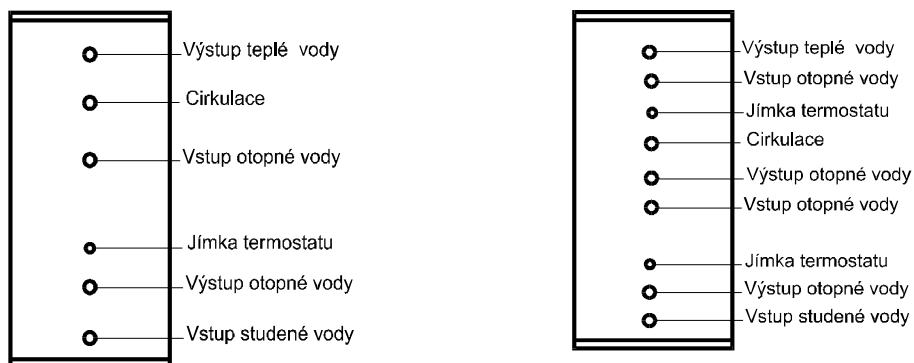 Výstup teplé vody
Cirkulace
Vstup otopné vody
Jímka termostatu
Výstup otopné vody
Vstup studené vody
Výstup teplé vody
Vstup otopné vody
Jímka termostatu
Cirkulace
Výstup otopné vody
Vstup otopné vody
Jímka termostatu
Výstup otopné vody
Vstup studené vody